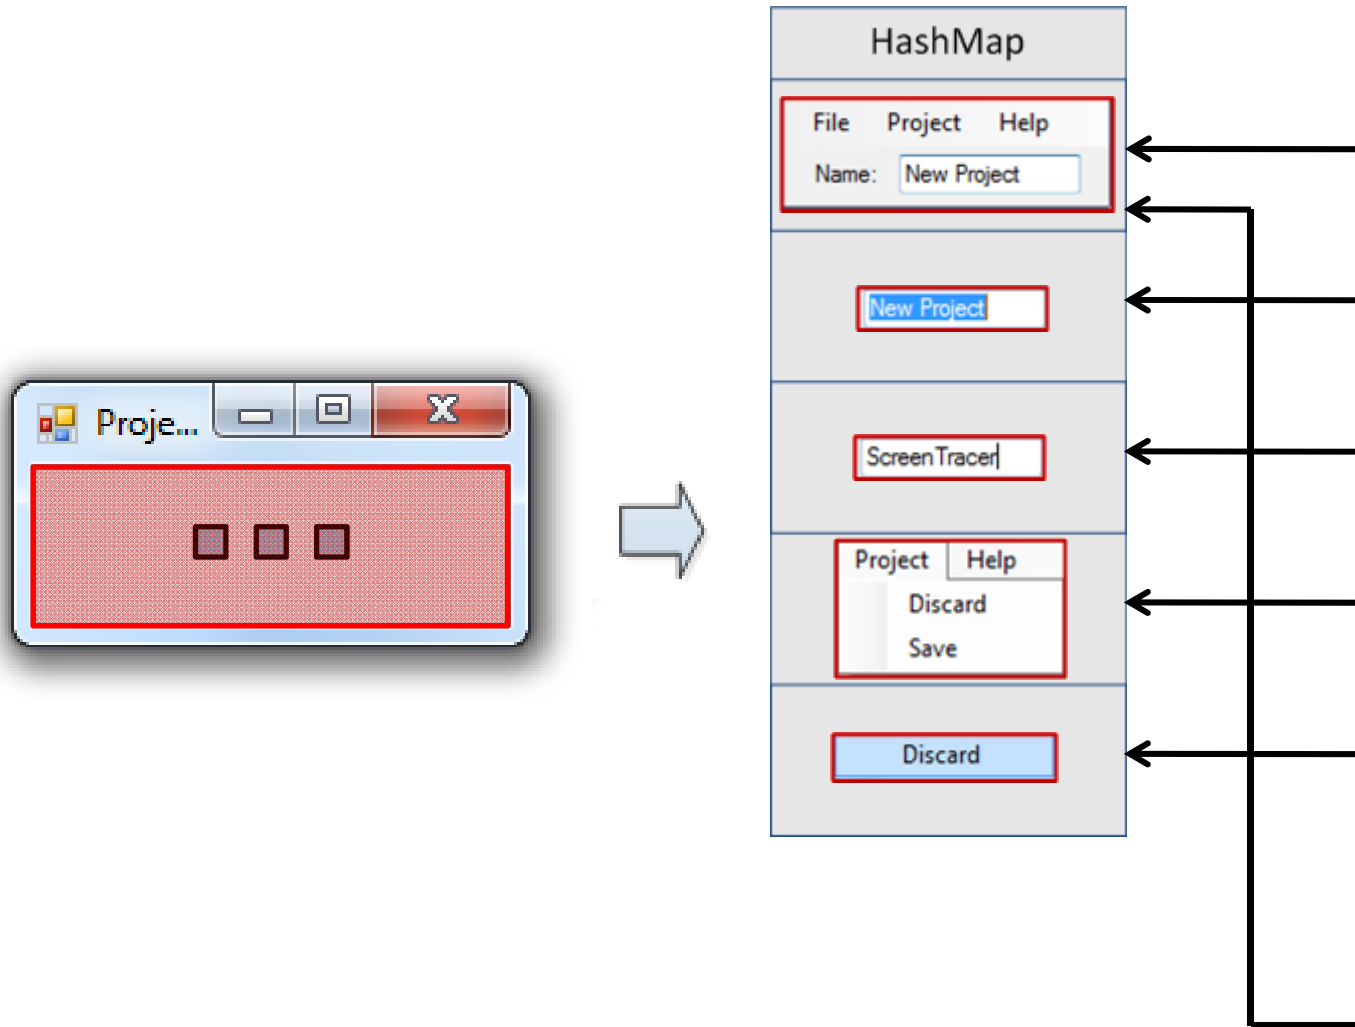 Proje...
HashMap
File Project Help
Name: New Project
New Project
ScreenTracer
Project Help
Discard
Save
Discard